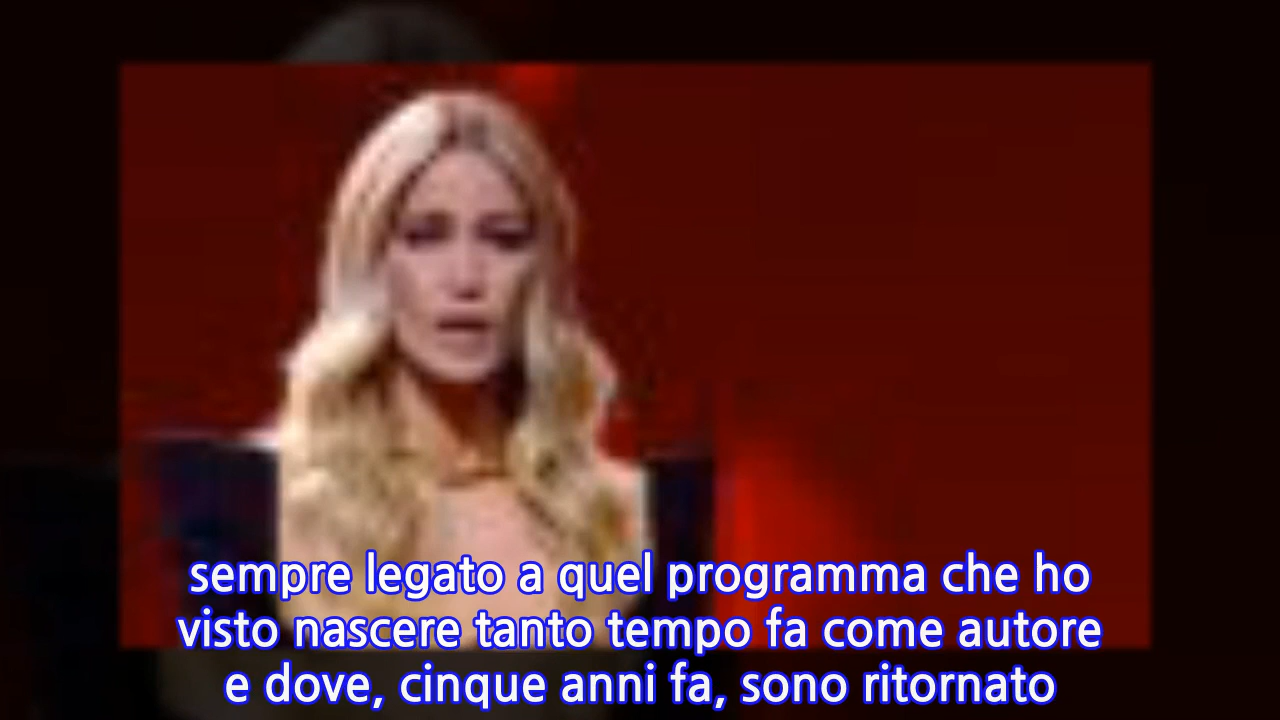 sempre legato a quel programma che ho
visto nascere tanto tempo fa come autore
e dove, cinque anni fa, sono ritornato